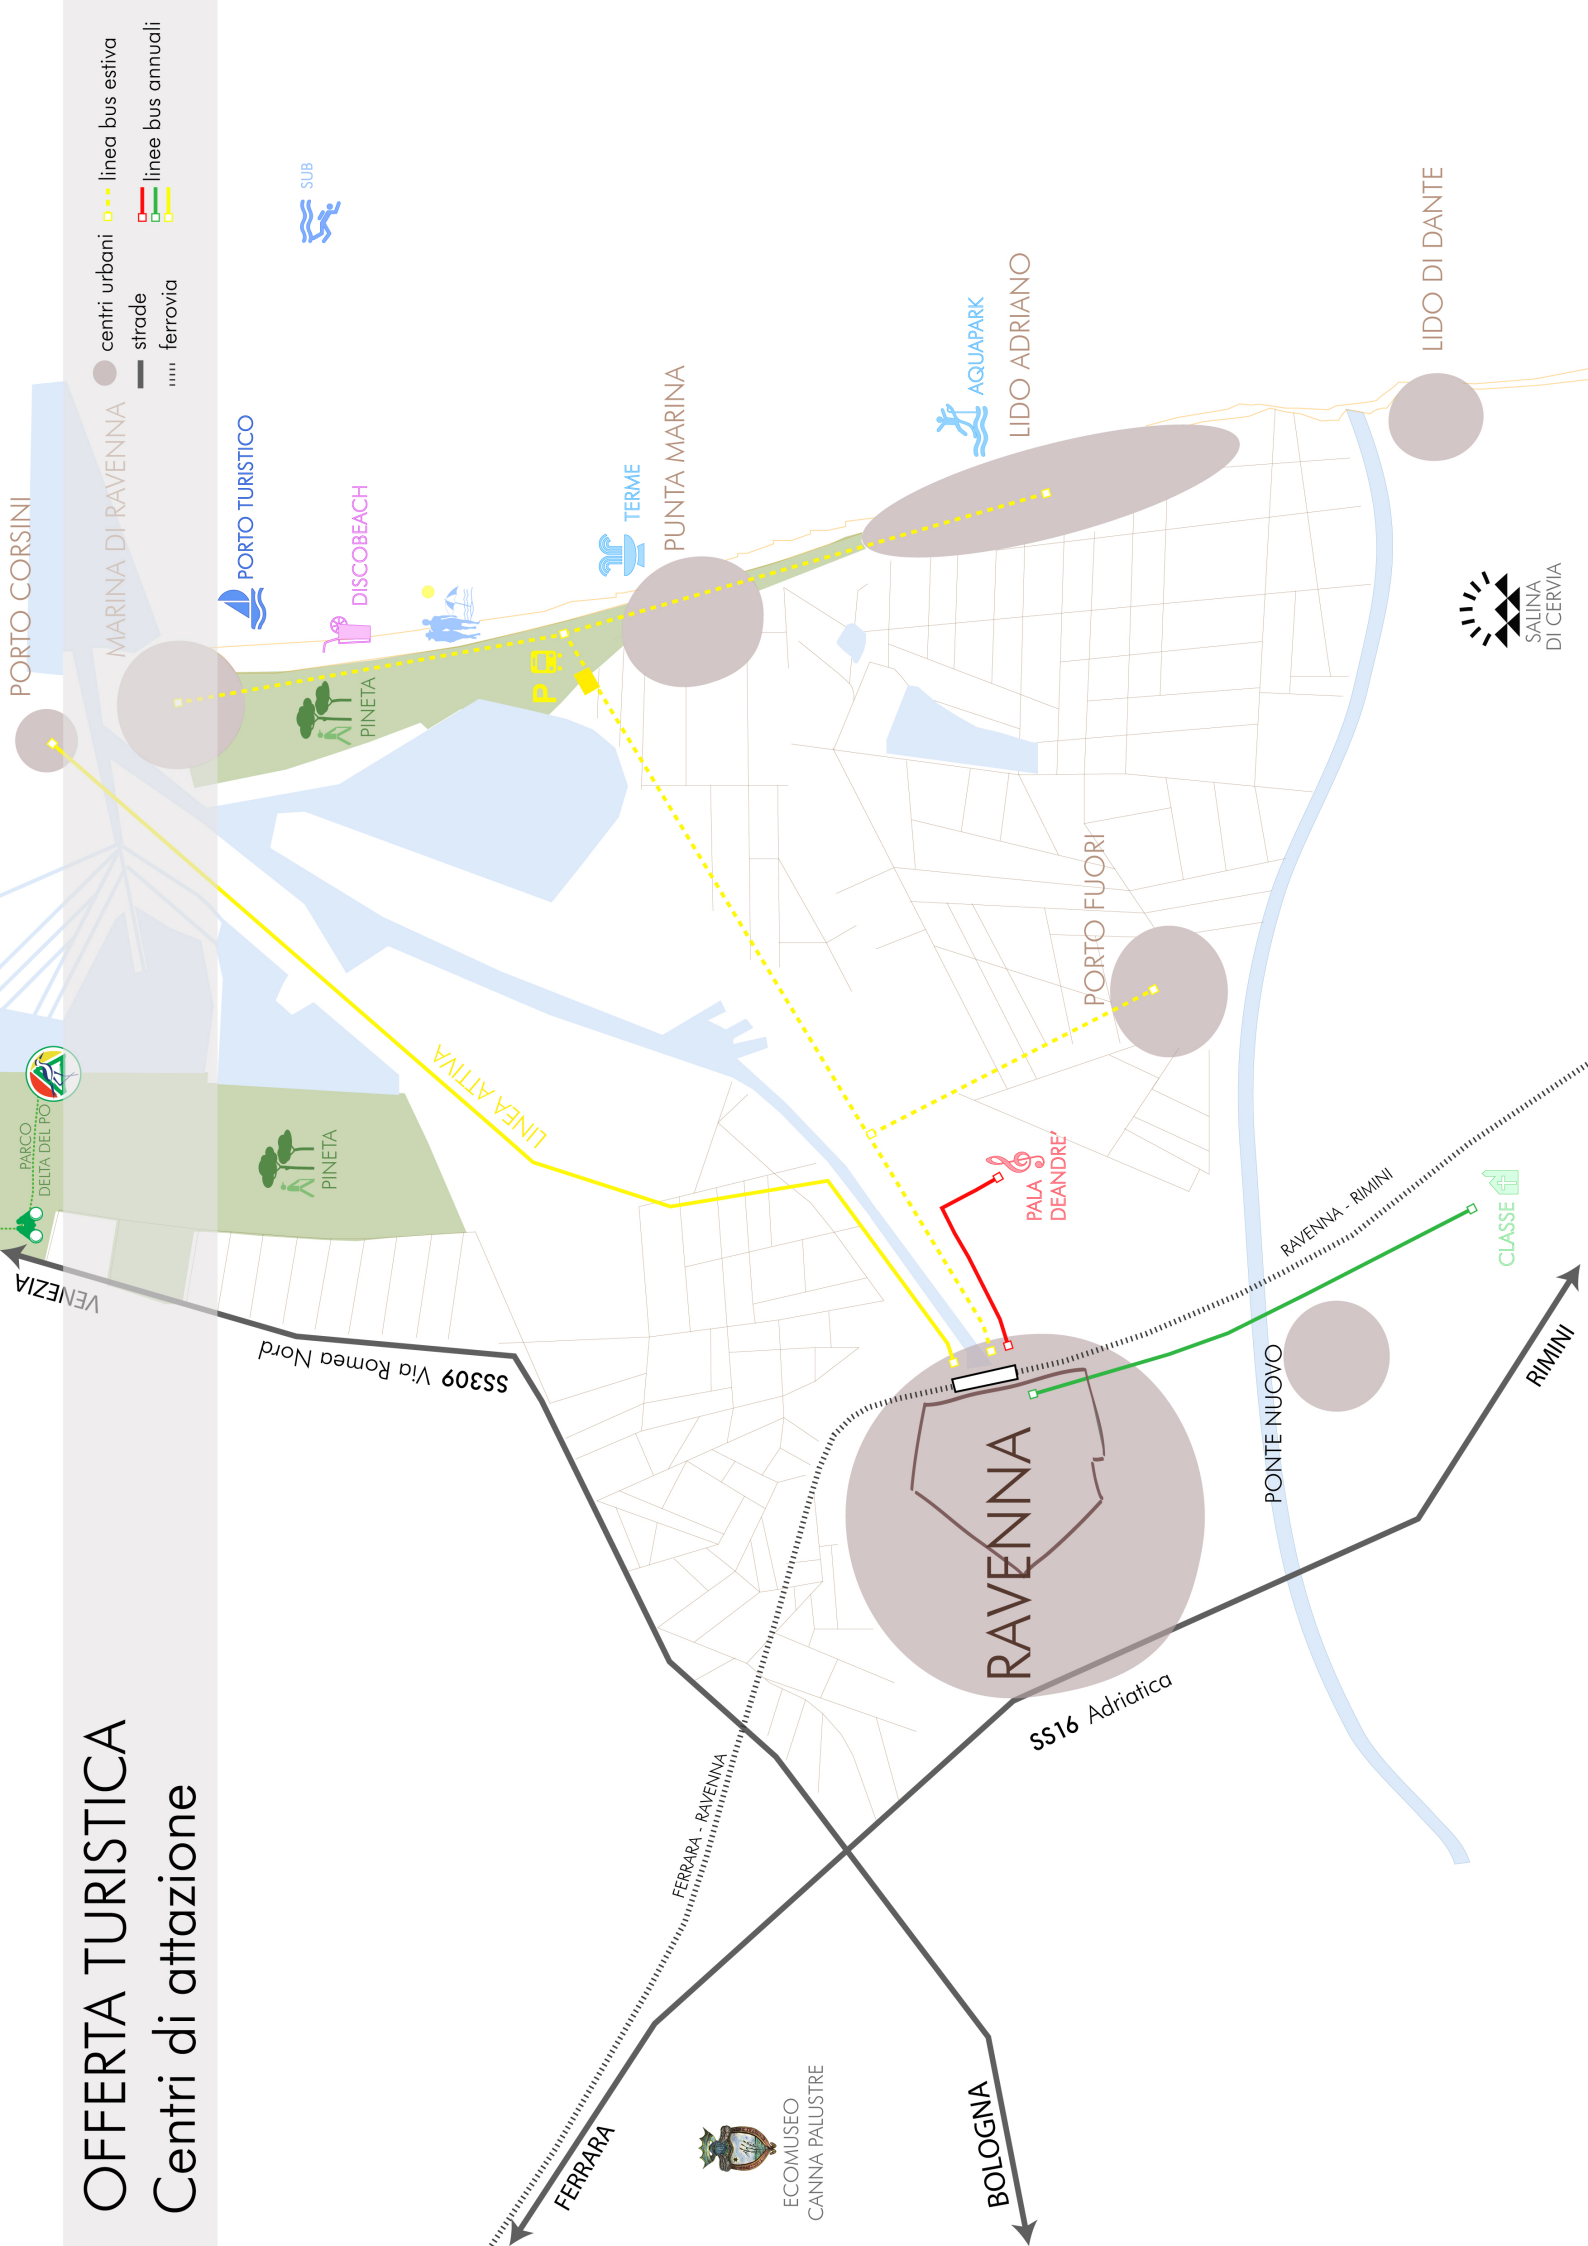 OFFERTA TURISTICA
Centri di attazione
centri urbani
strade
ferrovia
linea bus estiva
linee bus annuali
PORTO CORSINI
MARINA DI RAVENNA
PORTO TURISTICO
SUB
DISCOBEACH
TERME
PUNTA MARINA
AQUAPARK
LIDO ADRIANO
LIDO DI DANTE
SALINA
DI CERVIA
PINETA
P
PORTO FUORI
PARCO
DELTA DEL PO
PINETA
LINEA ATTIVA
VENEZIA
SS309 Via Romea Nord
PALA
DEANDRE'
RAVENNA - RIMINI
CLASSE
RIMINI
PONTE NUOVO
RAVENNA
SS16 Adriatica
FERRARA - RAVENNA
FERRARA
BOLOGNA
ECOMUSEO
CANNA PALUSTRE